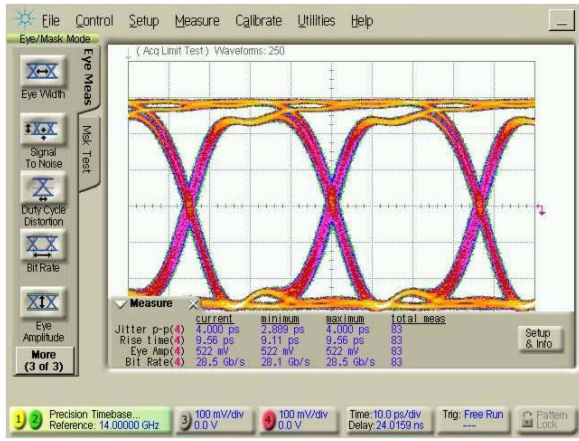 File Control Setup Measure Calibrate Utilities Help
Eye/Mask Mode
( Acq Limit Test ) Waveforms: 250
Eye Meas
Msk Test
Eye Width
Signal
To Noise
Duty Cycle
Distortion
Bit Rate
Eye
Amplitude
More
(3 of 3)
Measure
current minimum maximum total meas
Jitter p-p(4) 4.000 ps 2.889 ps 4.000 ps 83
Rise time(4) 9.56 ps 9.11 ps 9.56 ps 83
Eye Amp(4) 522 mV 522 mV 522 mV 83
Bit Rate(4) 28.5 Gb/s 28.1 Gb/s 28.5 Gb/s 83
Setup
& Info
1 2 Precision Timebase...
Reference: 14.00000 GHz
3 100 mV/div
0.0 V
4 100 mV/div
0.0 V
Time:10.0 ps/div
Delay:24.0159 ns
Trig: Free Run
---
Pattern
Lock